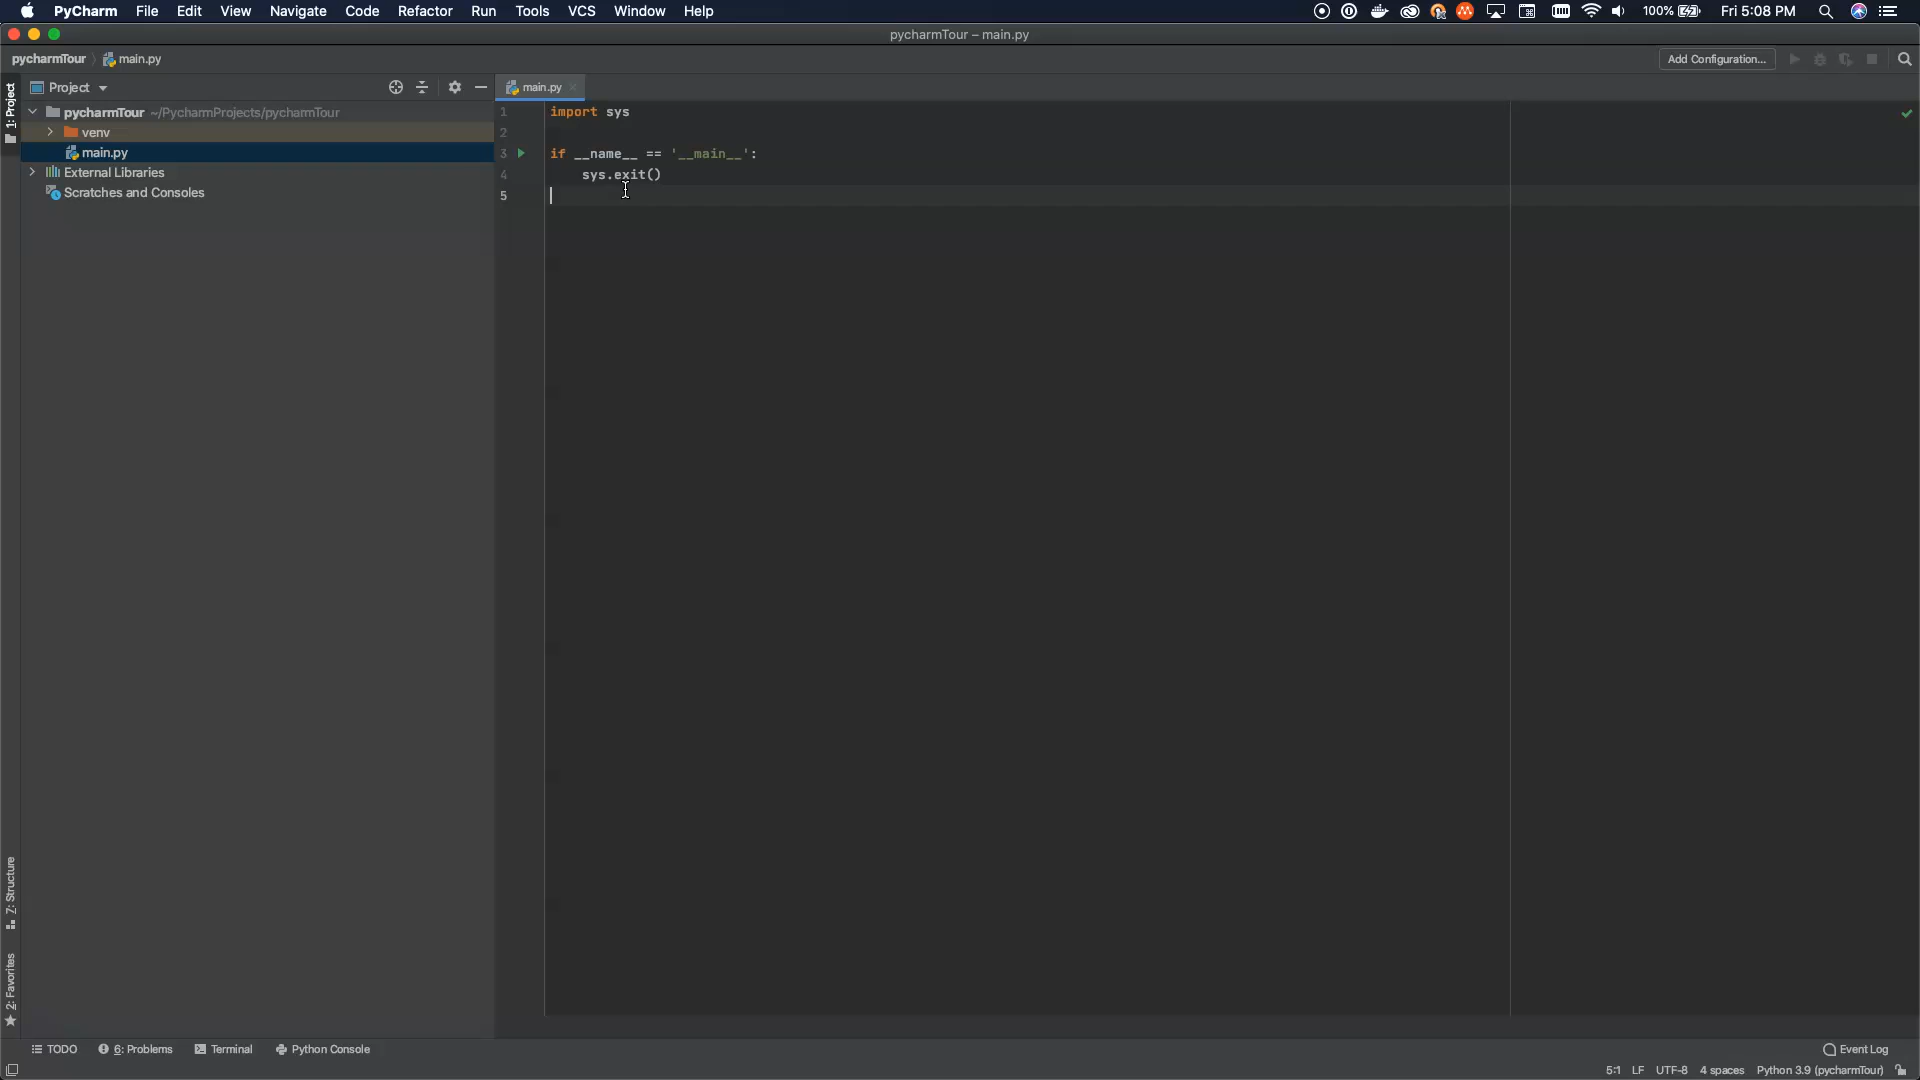 PyCharm File Edit View Navigate Code Refactor Run Tools VCS Window Help 100% Fri 5:08 PM
pycharmTour – main.py
pycharmTour main.py Add Configuration...
1: Project
Project
main.py
pycharmTour ~/PycharmProjects/pycharmTour
venv
main.py
External Libraries
Scratches and Consoles
1 import sys
2
3 if __name__ == '__main__':
4 sys.exit()
5
Z: Structure
2: Favorites
TODO 6: Problems Terminal Python Console Event Log
5:1 LF UTF-8 4 spaces Python 3.9 (pycharmTour)